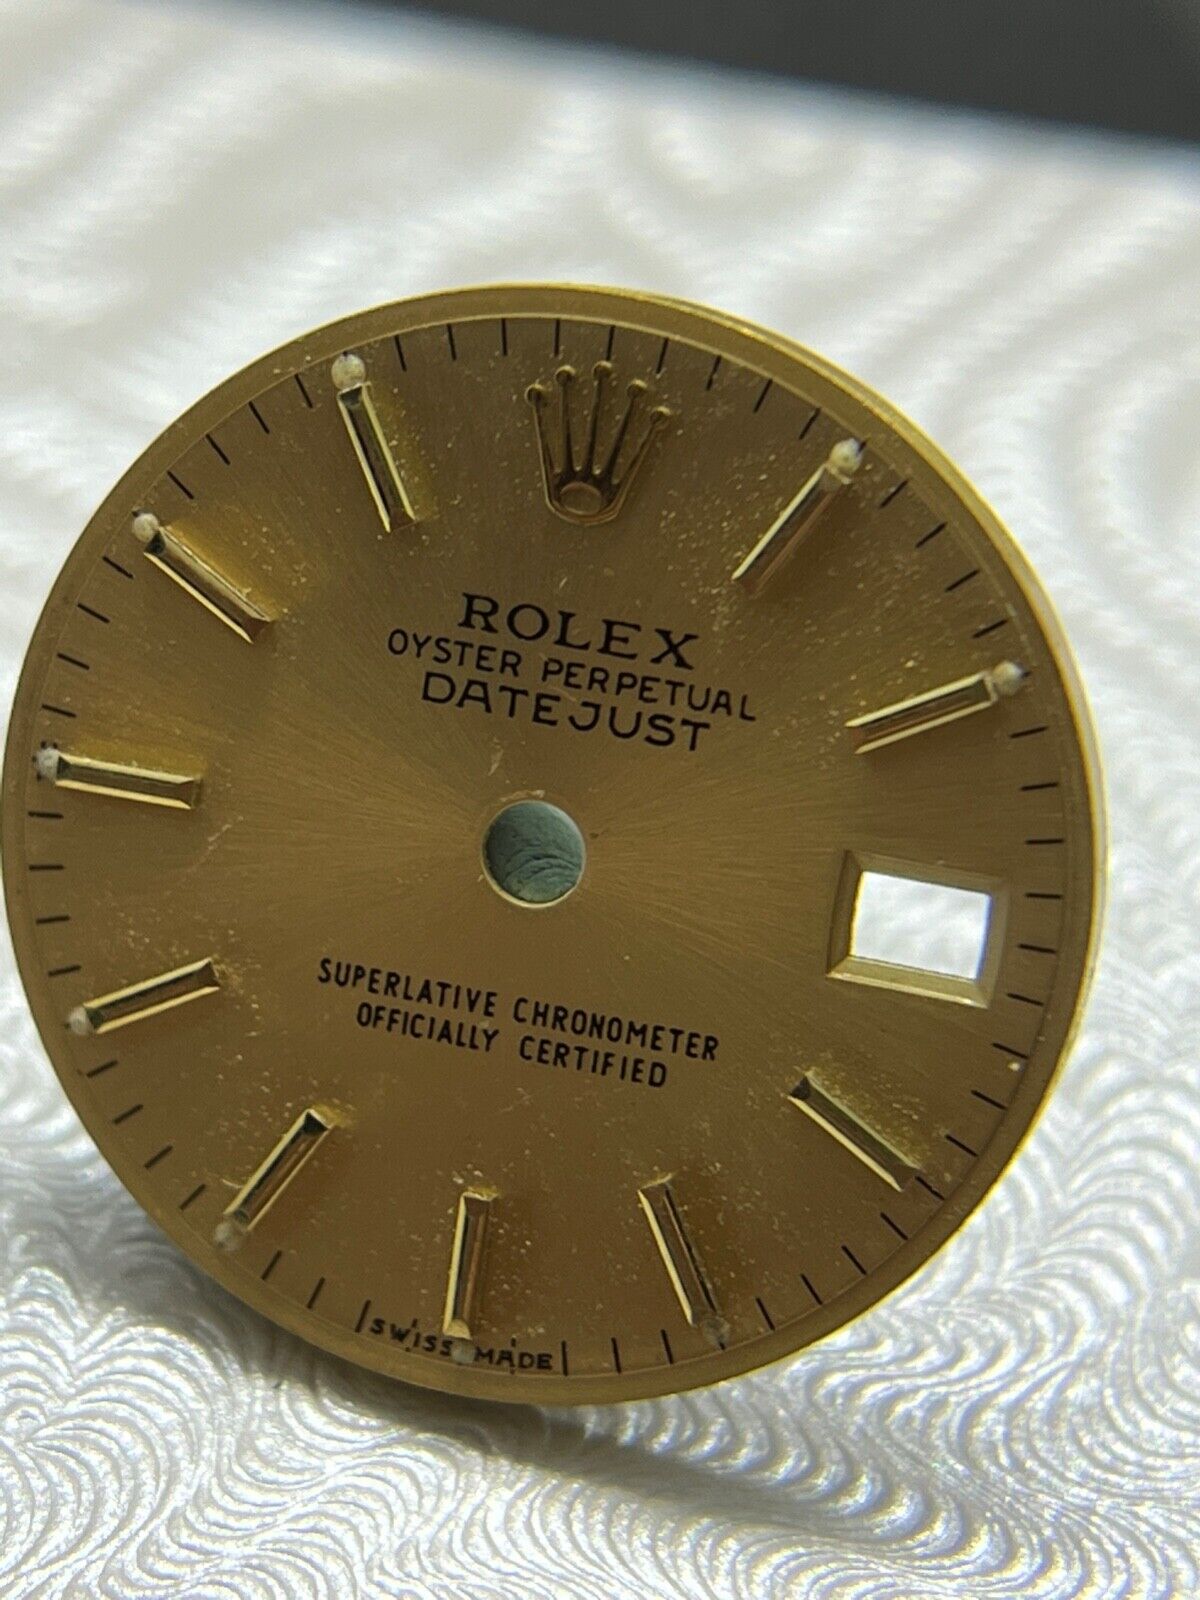 ROLEX
OYSTER PERPETUAL
DATEJUST
SUPERLATIVE CHRONOMETER
OFFICIALLY CERTIFIED
SWISS MADE